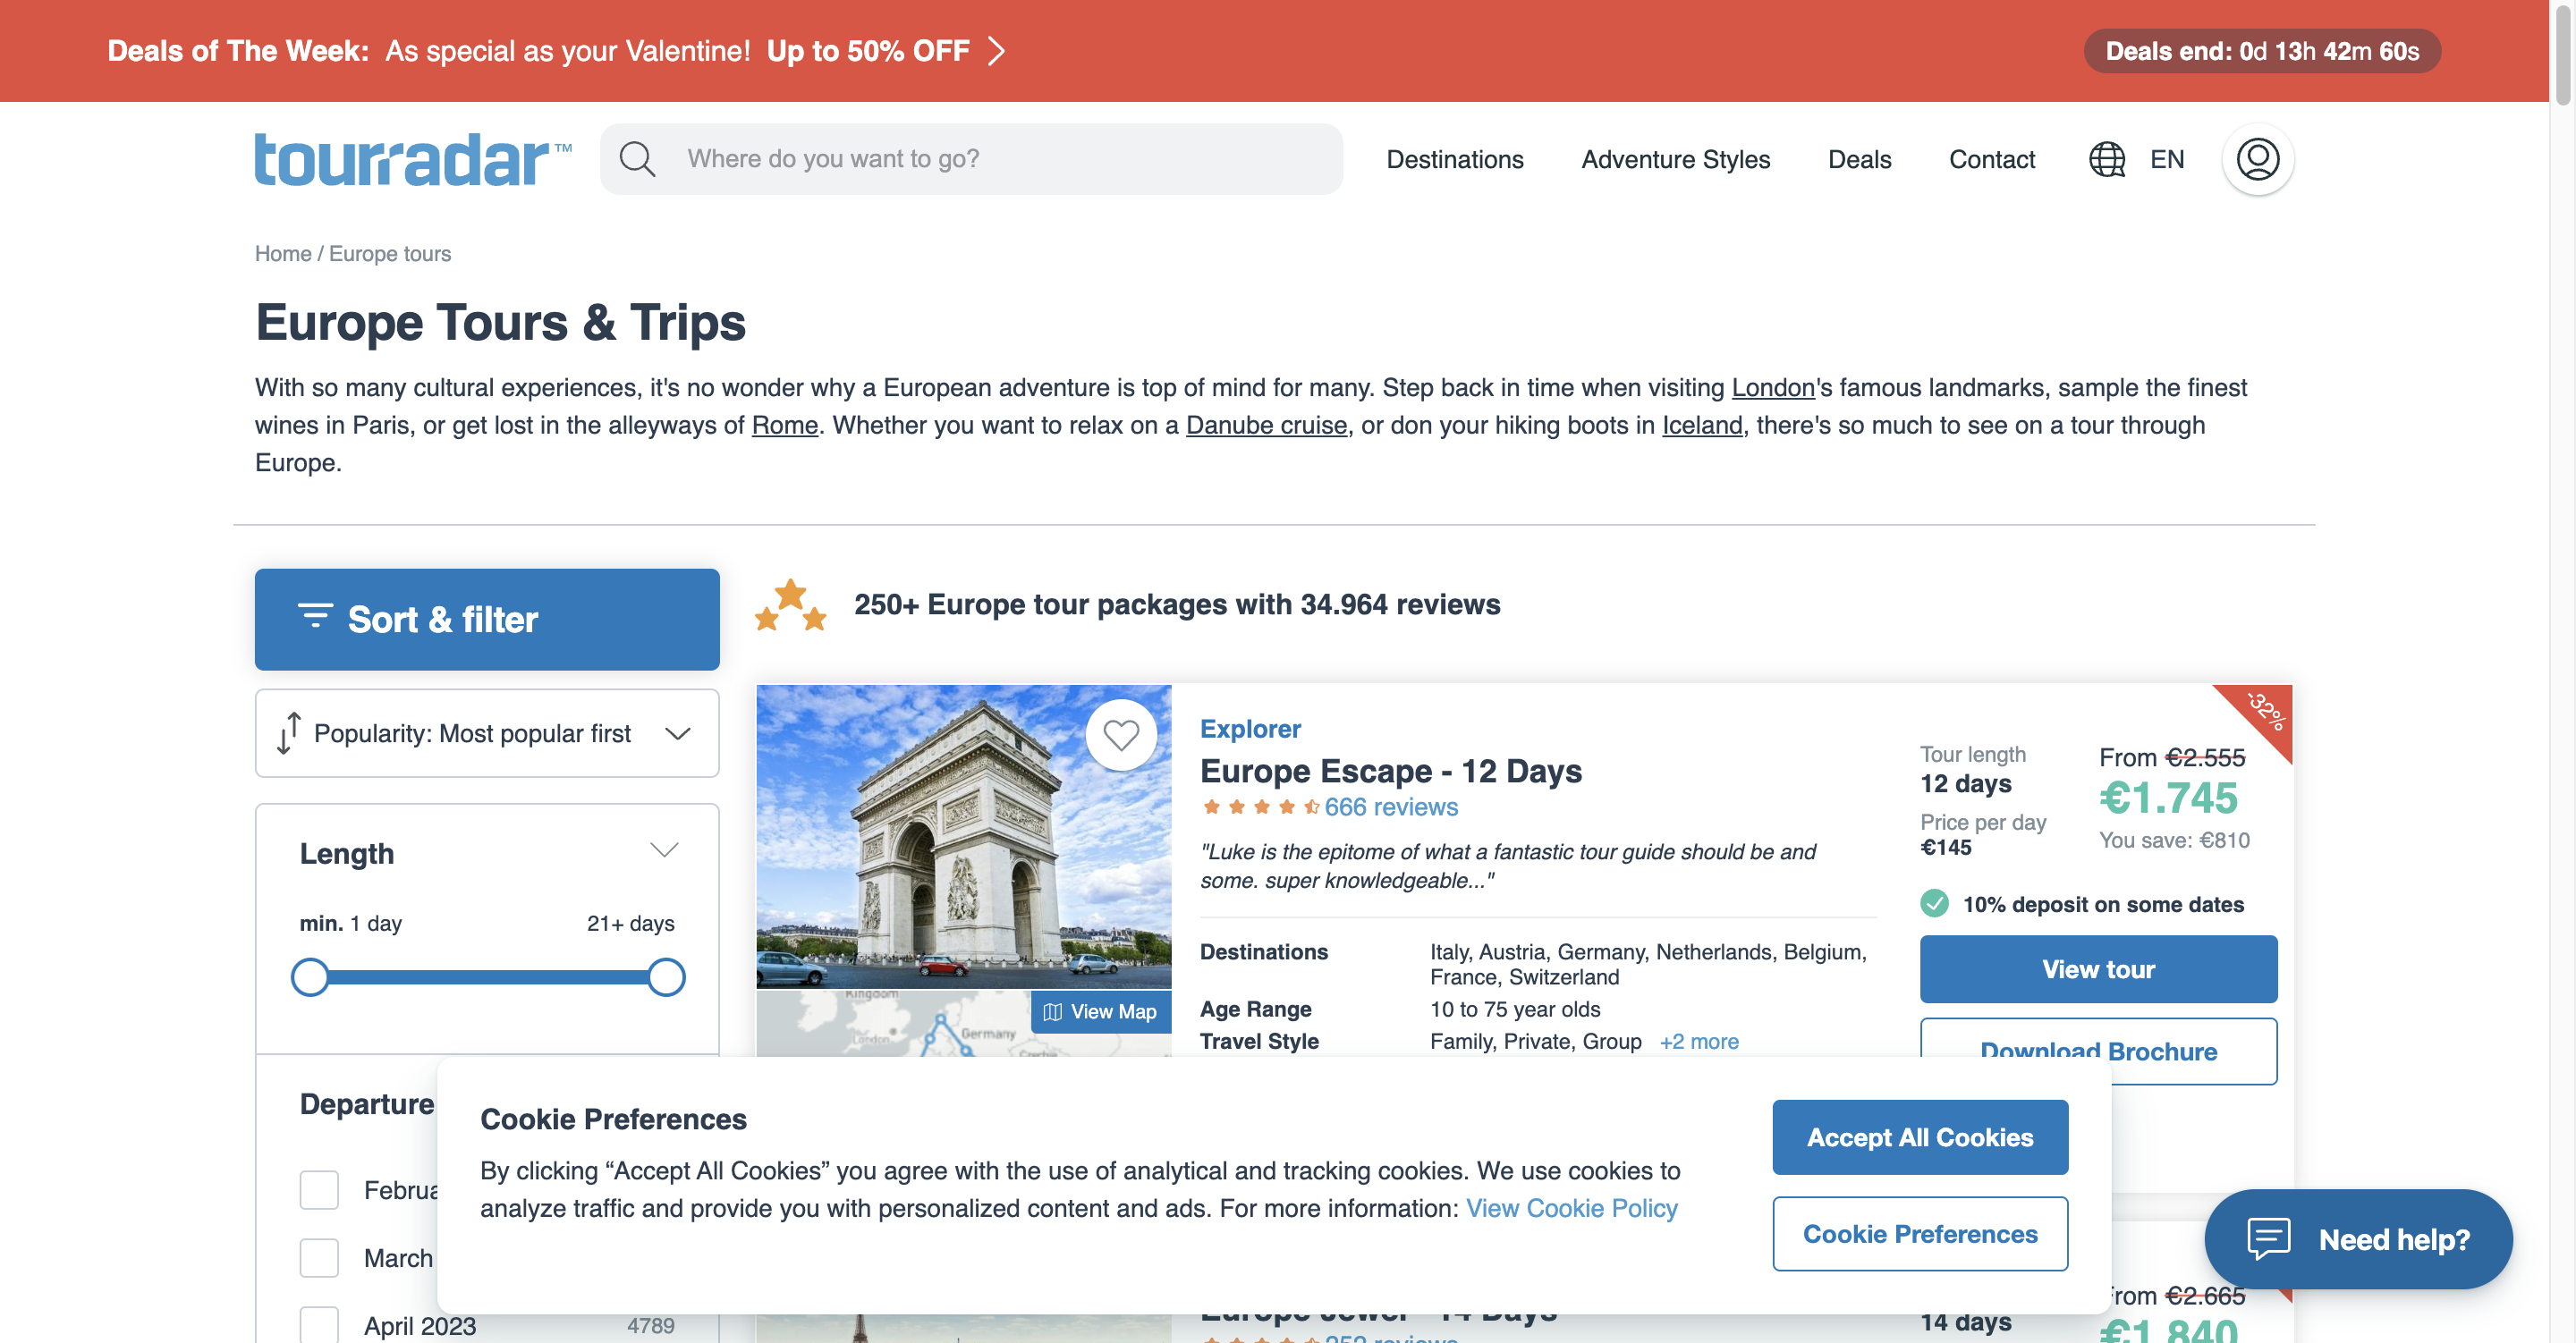 Deals of The Week: As special as your Valentine! Up to 50% OFF
Deals end: 0d 13h 42m 60s
tourradar™
Where do you want to go?
Destinations
Adventure Styles
Deals
Contact
EN
Home / Europe tours
Europe Tours & Trips
With so many cultural experiences, it's no wonder why a European adventure is top of mind for many. Step back in time when visiting London's famous landmarks, sample the finest
wines in Paris, or get lost in the alleyways of Rome. Whether you want to relax on a Danube cruise, or don your hiking boots in Iceland, there's so much to see on a tour through
Europe.
Sort & filter
Popularity: Most popular first
Length
min. 1 day
21+ days
Departure
March
April 2023
4789
250+ Europe tour packages with 34.964 reviews
View Map
London
Germany
Explorer
Europe Escape - 12 Days
666 reviews
"Luke is the epitome of what a fantastic tour guide should be and
some. super knowledgeable..."
Destinations
Italy, Austria, Germany, Netherlands, Belgium,
France, Switzerland
Age Range
10 to 75 year olds
Travel Style
Family, Private, Group +2 more
-32%
Tour length
12 days
Price per day
€145
From €2.555
€1.745
You save: €810
10% deposit on some dates
View tour
Download Brochure
Cookie Preferences
By clicking “Accept All Cookies” you agree with the use of analytical and tracking cookies. We use cookies to
analyze traffic and provide you with personalized content and ads. For more information: View Cookie Policy
Accept All Cookies
Cookie Preferences
Need help?
Europe Jewel - 14 Days
14 days
From €2.665
€1.840